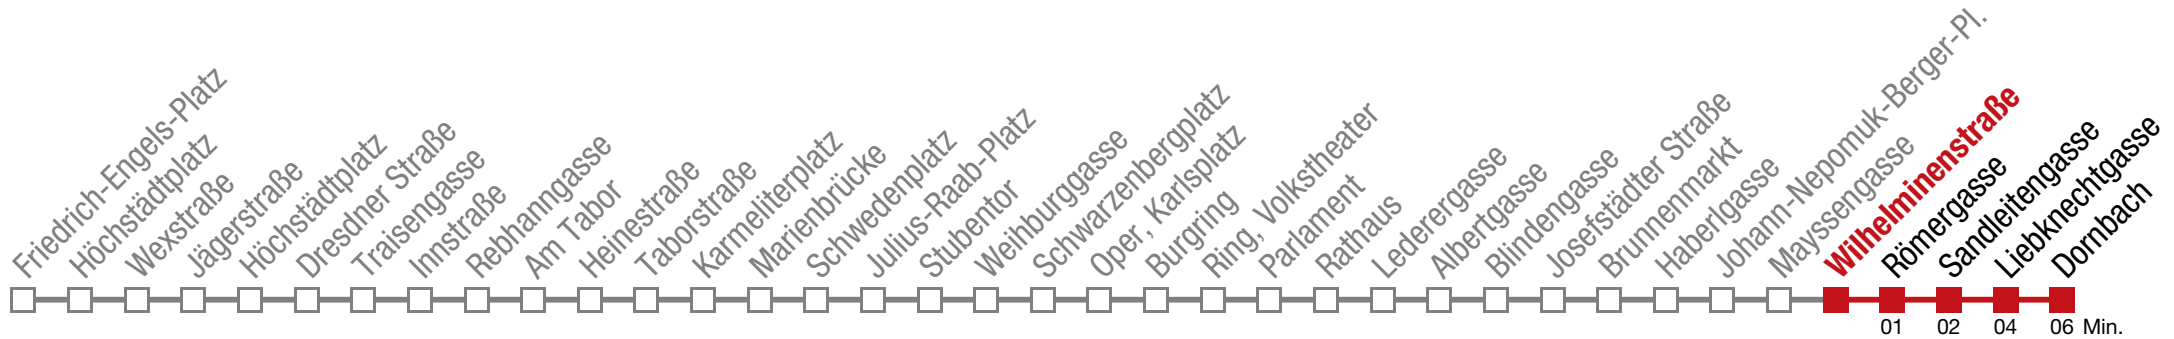 Friedrich-Engels-Platz
Höchstädtplatz
Wexstraße
Jägerstraße
Höchstädtplatz
Dresdner Straße
Traisengasse
Innstraße
Rebhanngasse
Am Tabor
Heinestraße
Taborstraße
Karmeliterplatz
Marienbrücke
Schwedenplatz
Julius-Raab-Platz
Stubentor
Weihburggasse
Schwarzenbergplatz
Oper, Karlsplatz
Burgring
Ring, Volkstheater
Parlament
Rathaus
Lederergasse
Albertgasse
Blindengasse
Josefstädter Straße
Brunnenmarkt
Haberlgasse
Johann-Nepomuk-Berger-Pl.
Mayssengasse
Wilhelminenstraße
Römergasse
Sandleitengasse
Liebknechtgasse
Dornbach
01 02 04 06 Min.